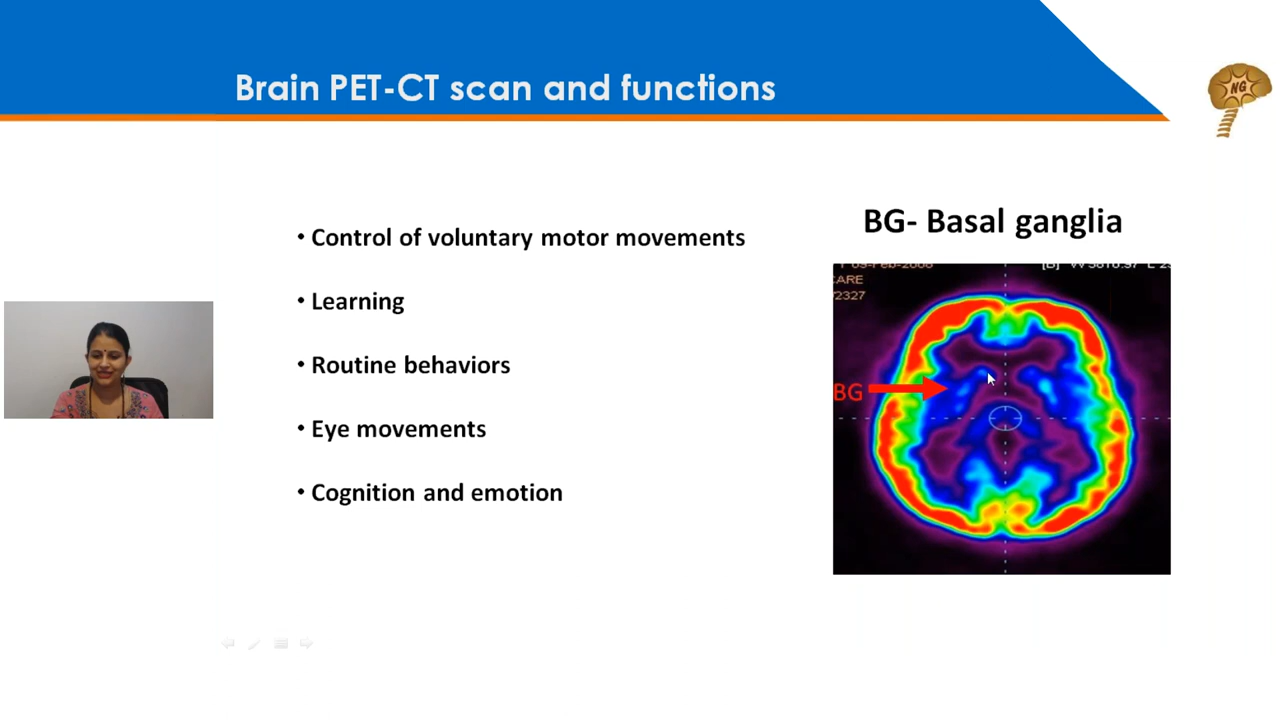 Brain PET-CT scan and functions
NG
• Control of voluntary motor movements
• Learning
• Routine behaviors
• Eye movements
• Cognition and emotion
BG- Basal ganglia
CARE
2327
BG